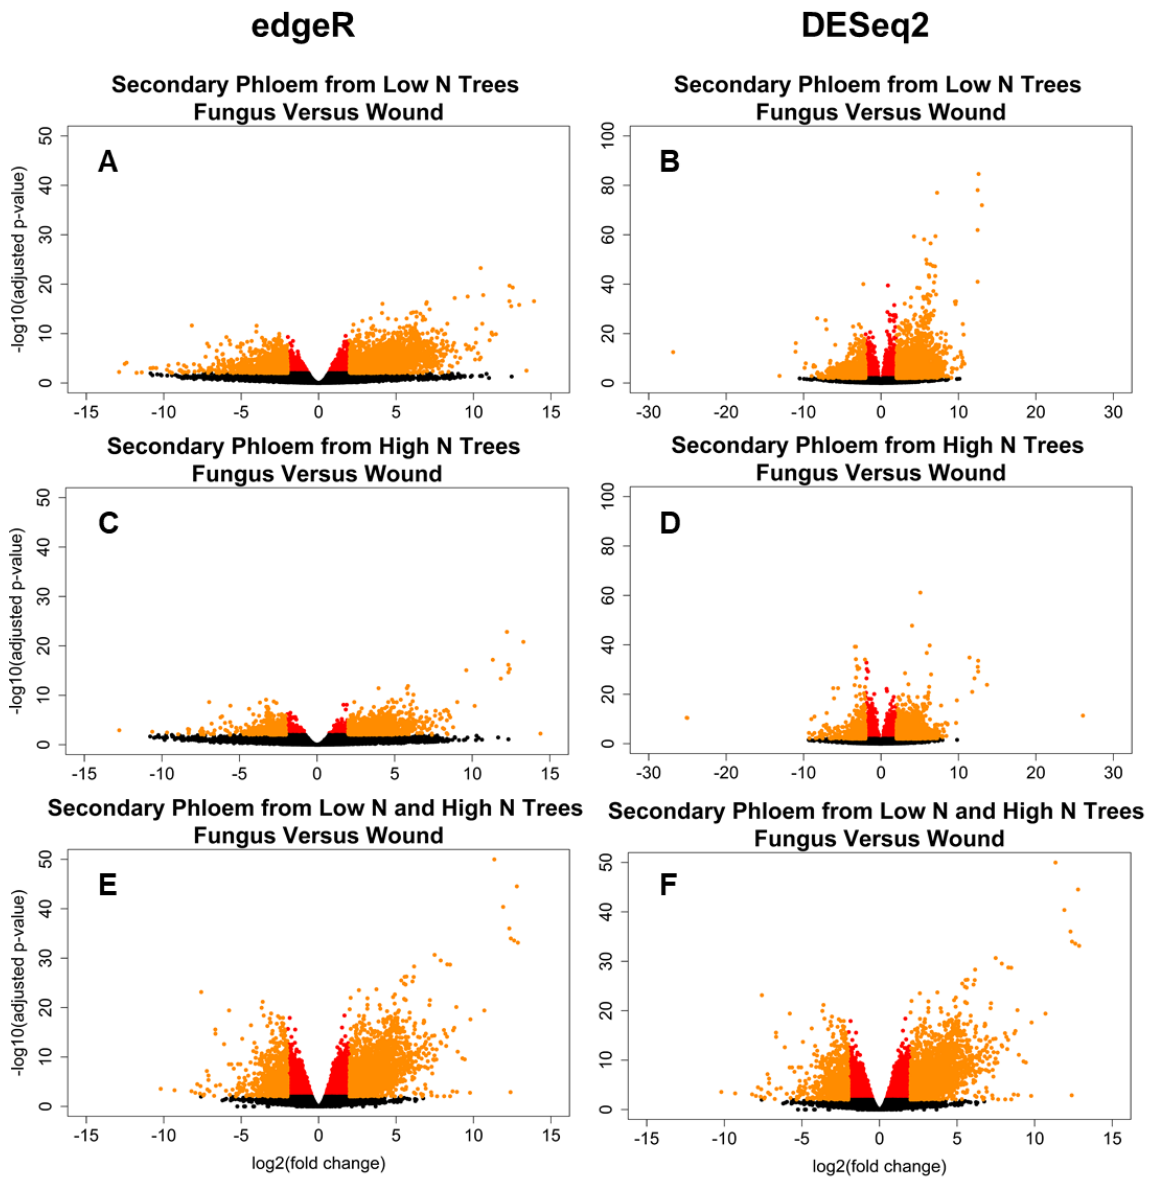 edgeR DESeq2
Secondary Phloem from Low N Trees
Fungus Versus Wound
Secondary Phloem from Low N Trees
Fungus Versus Wound
A
-log10(adjusted p-value)
50
40
30
20
10
0
-15 -10 -5 0 5 10 15
B
100
80
60
40
20
0
-30 -20 -10 0 10 20 30
Secondary Phloem from High N Trees
Fungus Versus Wound
Secondary Phloem from High N Trees
Fungus Versus Wound
C
-log10(adjusted p-value)
50
40
30
20
10
0
-15 -10 -5 0 5 10 15
D
100
80
60
40
20
0
-30 -20 -10 0 10 20 30
Secondary Phloem from Low N and High N Trees
Fungus Versus Wound
Secondary Phloem from Low N and High N Trees
Fungus Versus Wound
E
-log10(adjusted p-value)
50
40
30
20
10
0
-15 -10 -5 0 5 10 15
log2(fold change)
F
50
40
30
20
10
0
-15 -10 -5 0 5 10 15
log2(fold change)